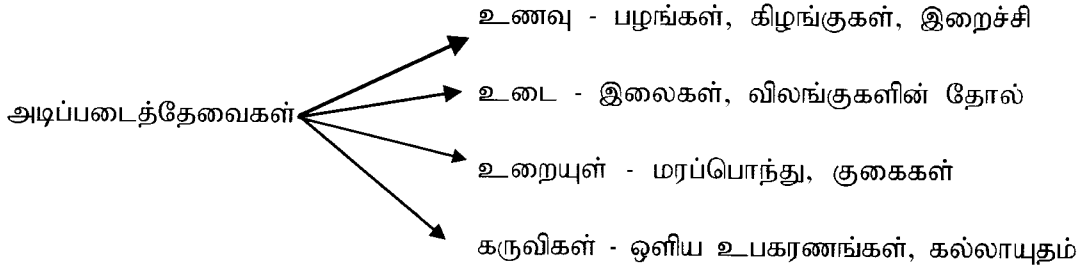 உணவு - பழங்கள், கிழங்குகள், இறைச்சி
உடை - இலைகள், விலங்குகளின் தோல்
அடிப்படைத்தேவைகள்
உறையுள் - மரப்பொந்து, குகைகள்
கருவிகள் - ஒளிய உபகரணங்கள், கல்லாயுதம்